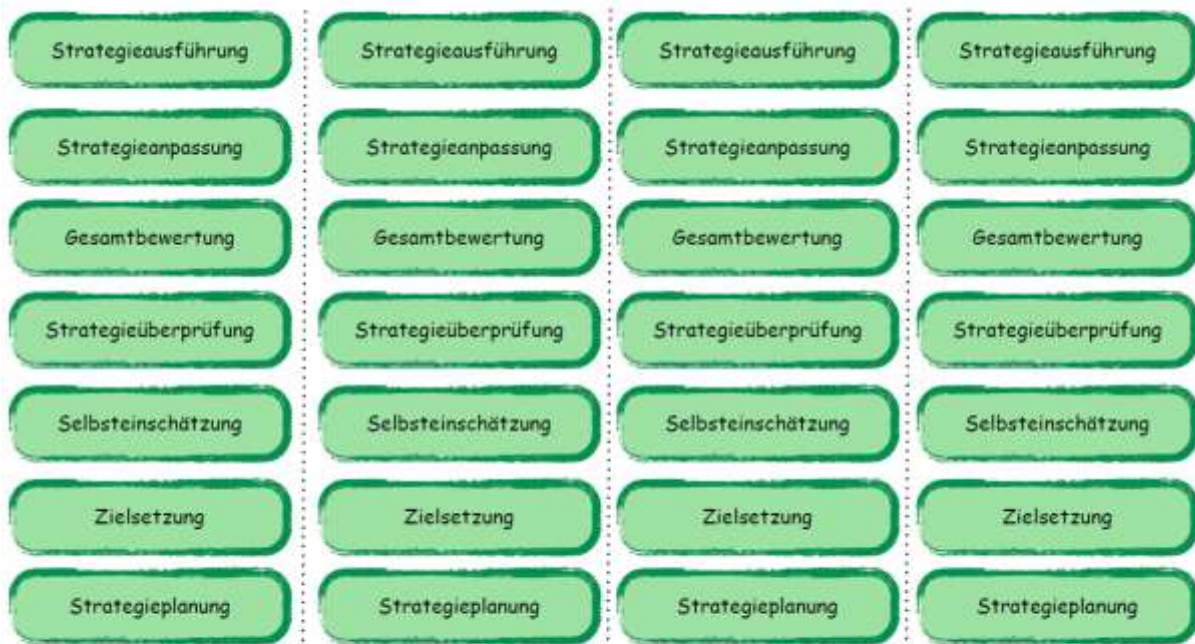 Strategieausführung Strategieausführung Strategieausführung Strategieausführung
Strategieanpassung Strategieanpassung Strategieanpassung Strategieanpassung
Gesamtbewertung Gesamtbewertung Gesamtbewertung Gesamtbewertung
Strategieüberprüfung Strategieüberprüfung Strategieüberprüfung Strategieüberprüfung
Selbsteinschätzung Selbsteinschätzung Selbsteinschätzung Selbsteinschätzung
Zielsetzung Zielsetzung Zielsetzung Zielsetzung
Strategieplanung Strategieplanung Strategieplanung Strategieplanung